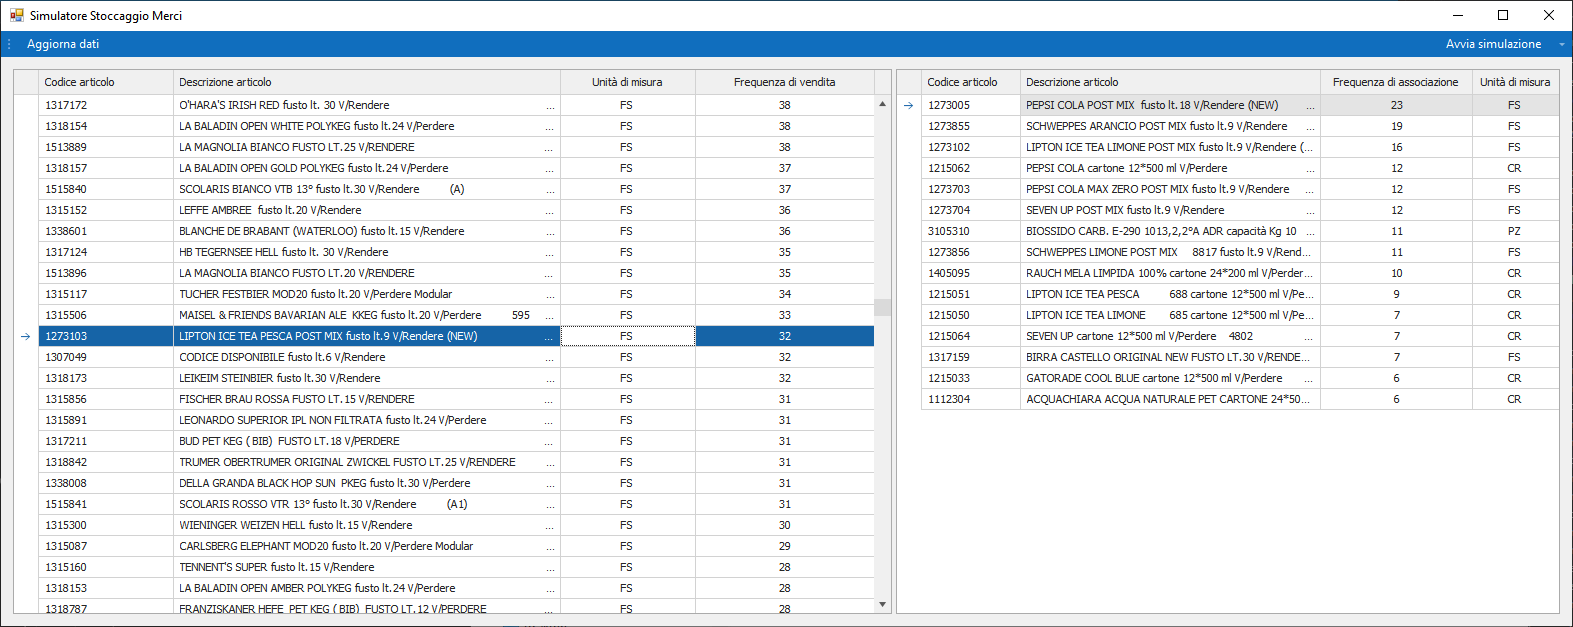 Simulatore Stoccaggio Merci
Aggiorna dati Avvia simulazione
Codice articolo Descrizione articolo Unità di misura Frequenza di vendita
1317172 O'HARA'S IRISH RED fusto lt. 30 V/Rendere ... FS 38
1318154 LA BALADIN OPEN WHITE POLYKEG fusto lt.24 V/Perdere ... FS 38
1513889 LA MAGNOLIA BIANCO FUSTO LT.25 V/RENDERE ... FS 38
1318157 LA BALADIN OPEN GOLD POLYKEG fusto lt.24 V/Perdere ... FS 37
1515840 SCOLARIS BIANCO VTB 13° fusto lt.30 V/Rendere (A) ... FS 37
1315152 LEFFE AMBREE fusto lt.20 V/Rendere ... FS 36
1338601 BLANCHE DE BRABANT (WATERLOO) fusto lt.15 V/Rendere ... FS 36
1317124 HB TEGERNSEE HELL fusto lt. 30 V/Rendere ... FS 35
1513896 LA MAGNOLIA BIANCO FUSTO LT.20 V/RENDERE ... FS 35
1315117 TUCHER FESTBIER MOD20 fusto lt.20 V/Perdere Modular ... FS 34
1315506 MAISEL & FRIENDS BAVARIAN ALE KKEG fusto lt.20 V/Perdere 595 ... FS 33
1273103 LIPTON ICE TEA PESCA POST MIX fusto lt.9 V/Rendere (NEW) ... FS 32
1307049 CODICE DISPONIBILE fusto lt.6 V/Rendere ... FS 32
1318173 LEIKEIM STEINBIER fusto lt.30 V/Rendere ... FS 32
1315856 FISCHER BRAU ROSSA FUSTO LT.15 V/RENDERE ... FS 31
1315891 LEONARDO SUPERIOR IPL NON FILTRATA fusto lt.24 V/Perdere ... FS 31
1317211 BUD PET KEG ( BIB) FUSTO LT.18 V/PERDERE ... FS 31
1318842 TRUMER OBERTRUMER ORIGINAL ZWICKEL FUSTO LT.25 V/RENDERE ... FS 31
1338008 DELLA GRANDA BLACK HOP SUN PKEG fusto lt.30 V/Perdere ... FS 31
1515841 SCOLARIS ROSSO VTR 13° fusto lt.30 V/Rendere (A1) ... FS 31
1315300 WIENINGER WEIZEN HELL fusto lt.15 V/Rendere ... FS 30
1315087 CARLSBERG ELEPHANT MOD20 fusto lt.20 V/Perdere Modular ... FS 29
1315160 TENNENT'S SUPER fusto lt.15 V/Rendere ... FS 28
1318153 LA BALADIN OPEN AMBER POLYKEG fusto lt.24 V/Perdere ... FS 28
1318787 FRANZISKANER HEFE PET KEG ( BIB) FUSTO LT.12 V/PERDERE ... FS 28
Codice articolo Descrizione articolo Frequenza di associazione Unità di misura
1273005 PEPSI COLA POST MIX fusto lt.18 V/Rendere (NEW) ... 23 FS
1273855 SCHWEPPES ARANCIO POST MIX fusto lt.9 V/Rendere ... 19 FS
1273102 LIPTON ICE TEA LIMONE POST MIX fusto lt.9 V/Rendere (... 16 FS
1215062 PEPSI COLA cartone 12*500 ml V/Perdere ... 12 CR
1273703 PEPSI COLA MAX ZERO POST MIX fusto lt.9 V/Rendere ... 12 FS
1273704 SEVEN UP POST MIX fusto lt.9 V/Rendere ... 12 FS
3105310 BIOSSIDO CARB. E-290 1013,2,2°A ADR capacità Kg 10 ... 11 PZ
1273856 SCHWEPPES LIMONE POST MIX 8817 fusto lt.9 V/Rend... 11 FS
1405095 RAUCH MELA LIMPIDA 100% cartone 24*200 ml V/Perder... 10 CR
1215051 LIPTON ICE TEA PESCA 688 cartone 12*500 ml V/Pe... 9 CR
1215050 LIPTON ICE TEA LIMONE 685 cartone 12*500 ml V/Pe... 7 CR
1215064 SEVEN UP cartone 12*500 ml V/Perdere 4802 ... 7 CR
1317159 BIRRA CASTELLO ORIGINAL NEW FUSTO LT.30 V/RENDE... 7 FS
1215033 GATORADE COOL BLUE cartone 12*500 ml V/Perdere ... 6 CR
1112304 ACQUACHIARA ACQUA NATURALE PET CARTONE 24*50... 6 CR